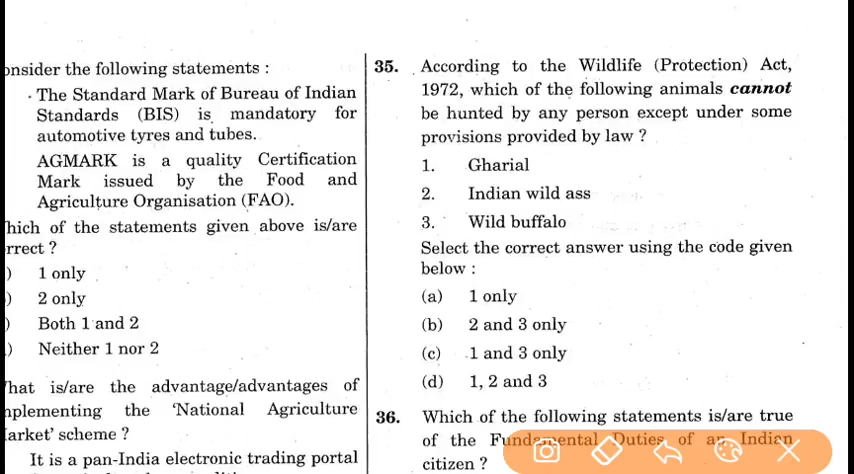 onsider the following statements :
The Standard Mark of Bureau of Indian
Standards (BIS) is mandatory for
automotive tyres and tubes.
AGMARK is a quality Certification
Mark issued by the Food and
Agriculture Organisation (FAO).
hich of the statements given above is/are
rrect ?
) 1 only
) 2 only
) Both 1 and 2
.) Neither 1 nor 2
hat is/are the advantage/advantages of
mplementing the ‘National Agriculture
arket’ scheme ?
It is a pan-India electronic trading portal
35. According to the Wildlife (Protection) Act,
1972, which of the following animals cannot
be hunted by any person except under some
provisions provided by law ?
1. Gharial
2. Indian wild ass
3. Wild buffalo
Select the correct answer using the code given
below :
(a) 1 only
(b) 2 and 3 only
(c) 1 and 3 only
(d) 1, 2 and 3
36. Which of the following statements is/are true
of the Fundamental Duties of an Indian
citizen ?